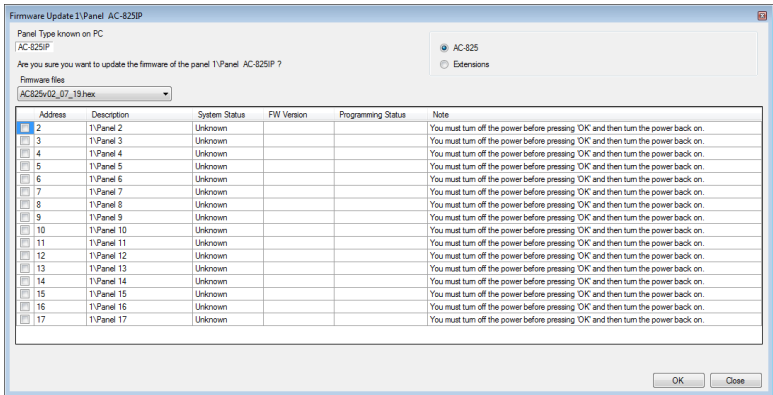 Firmware Update 1\Panel AC-825IP
Panel Type known on PC
AC-825IP
AC-825
Are you sure you want to update the firmware of the panel 1\Panel AC-825IP ?
Extensions
Firmware files
AC825v02_07_19.hex
Address Description System Status FW Version Programming Status Note
2 1\Panel 2 Unknown You must turn off the power before pressing 'OK' and then turn the power back on.
3 1\Panel 3 Unknown You must turn off the power before pressing 'OK' and then turn the power back on.
4 1\Panel 4 Unknown You must turn off the power before pressing 'OK' and then turn the power back on.
5 1\Panel 5 Unknown You must turn off the power before pressing 'OK' and then turn the power back on.
6 1\Panel 6 Unknown You must turn off the power before pressing 'OK' and then turn the power back on.
7 1\Panel 7 Unknown You must turn off the power before pressing 'OK' and then turn the power back on.
8 1\Panel 8 Unknown You must turn off the power before pressing 'OK' and then turn the power back on.
9 1\Panel 9 Unknown You must turn off the power before pressing 'OK' and then turn the power back on.
10 1\Panel 10 Unknown You must turn off the power before pressing 'OK' and then turn the power back on.
11 1\Panel 11 Unknown You must turn off the power before pressing 'OK' and then turn the power back on.
12 1\Panel 12 Unknown You must turn off the power before pressing 'OK' and then turn the power back on.
13 1\Panel 13 Unknown You must turn off the power before pressing 'OK' and then turn the power back on.
14 1\Panel 14 Unknown You must turn off the power before pressing 'OK' and then turn the power back on.
15 1\Panel 15 Unknown You must turn off the power before pressing 'OK' and then turn the power back on.
16 1\Panel 16 Unknown You must turn off the power before pressing 'OK' and then turn the power back on.
17 1\Panel 17 Unknown You must turn off the power before pressing 'OK' and then turn the power back on.
OK Close